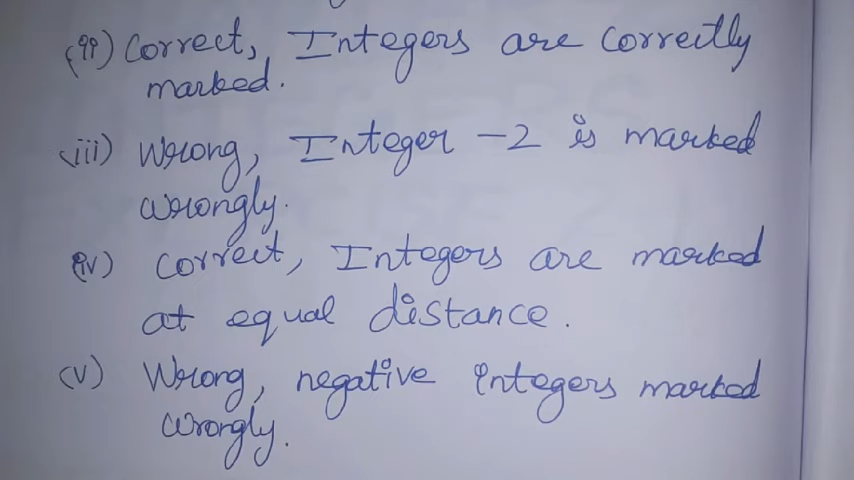 (ii) Correct, Integers are correctly
marked.
(iii) Wrong, Integer -2 is marked
wrongly.
(iv) Correct, Integers are marked
at equal distance.
(v) Wrong, negative integers marked
wrongly.